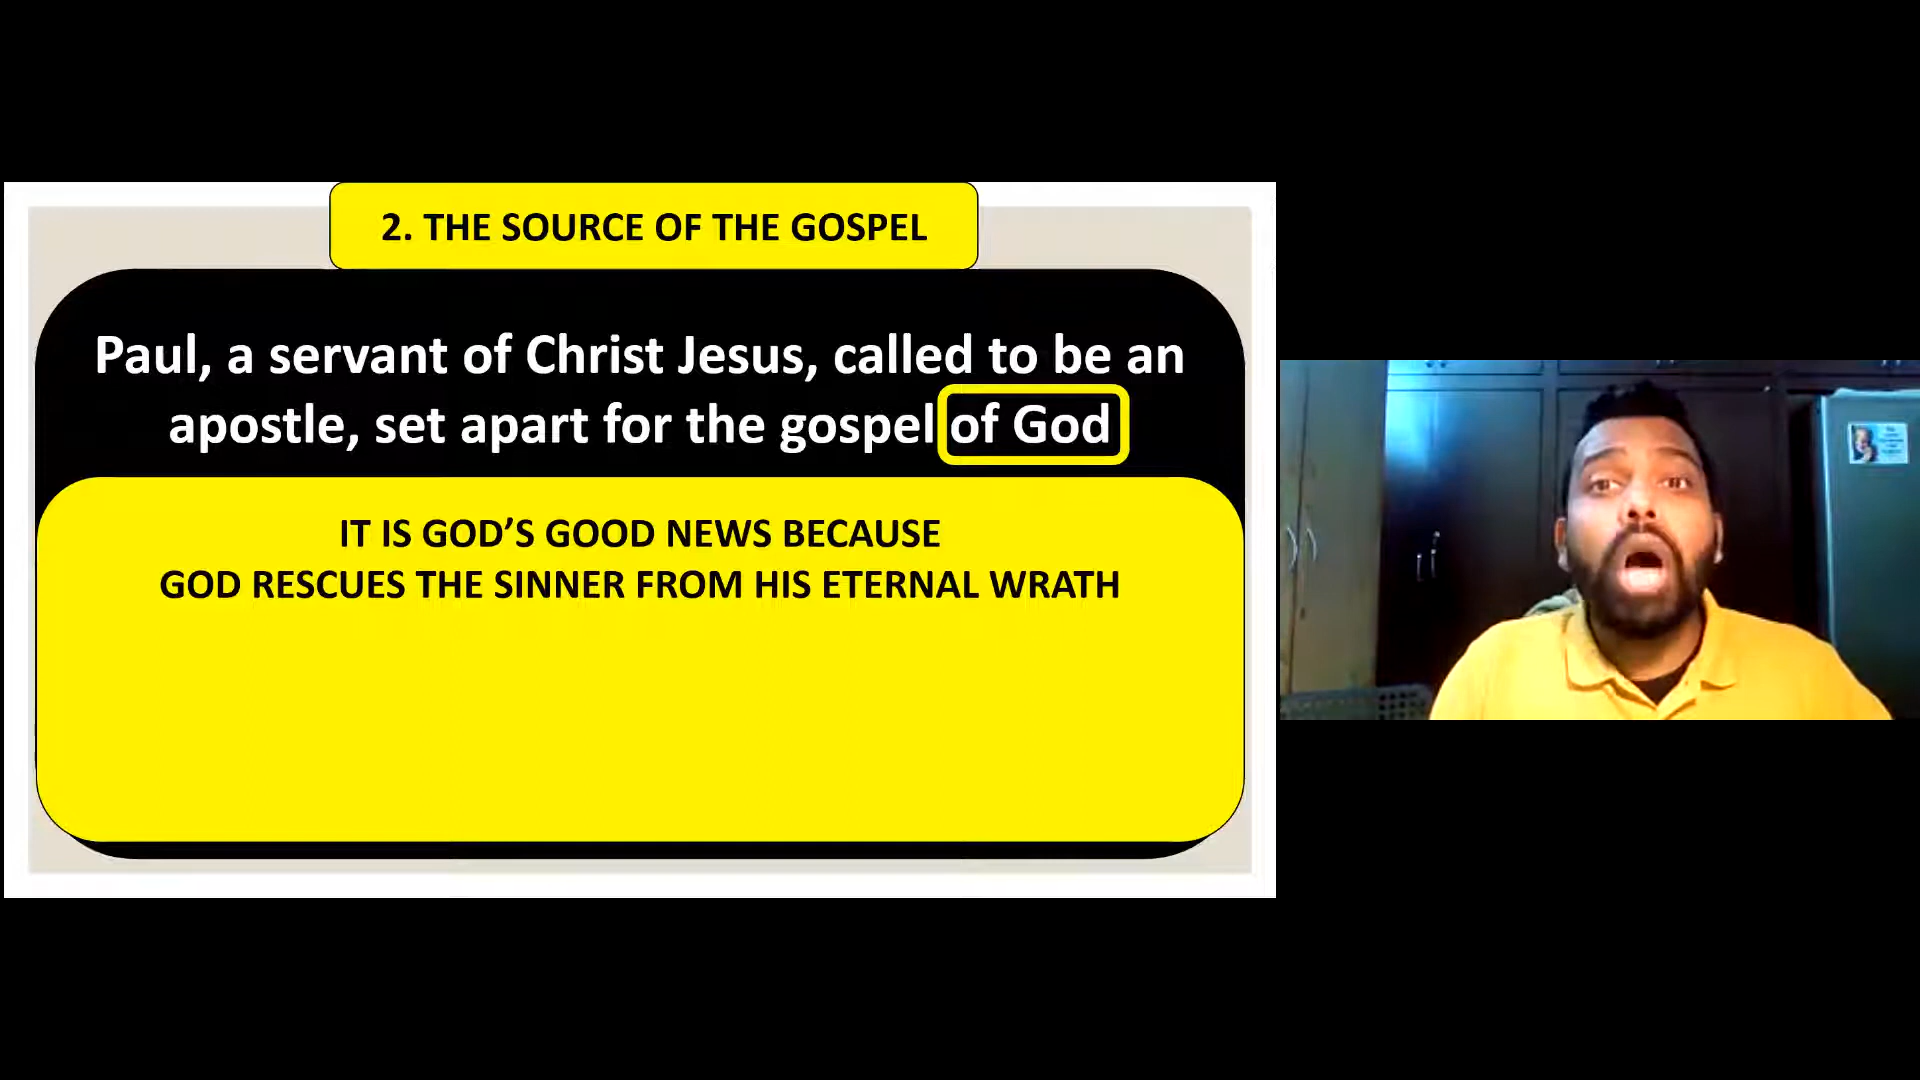 2. THE SOURCE OF THE GOSPEL
Paul, a servant of Christ Jesus, called to be an
apostle, set apart for the gospel of God
IT IS GOD’S GOOD NEWS BECAUSE
GOD RESCUES THE SINNER FROM HIS ETERNAL WRATH